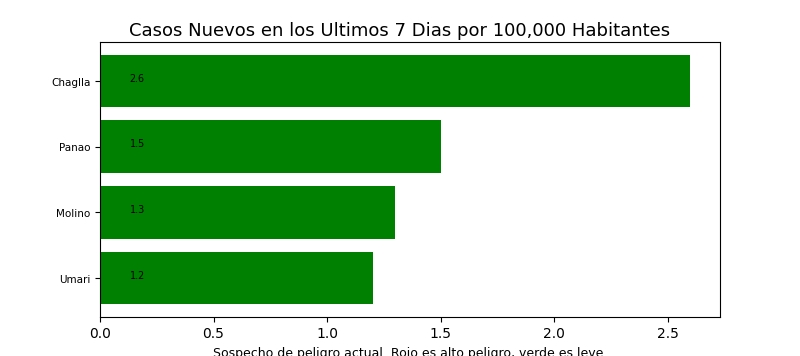 Casos Nuevos en los Ultimos 7 Dias por 100,000 Habitantes
Chaglla
2.6
Panao
1.5
Molino
1.3
Umari
1.2
0.0 0.5 1.0 1.5 2.0 2.5
Sospecho de peligro actual. Rojo es alto peligro, verde es leve